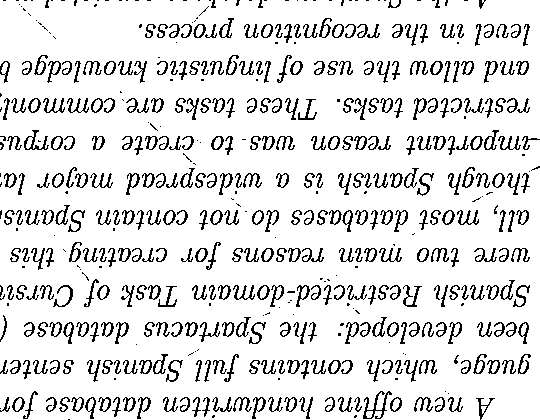 A new offline handwritten database for
guage, which contains full Spanish senten
been developed: the Spartacus database (
Spanish Restricted-domain Task of Cursiv
were two main reasons for creating this
all, most databases do not contain Spanis
though Spanish is a widespread major la
important reason was to create a corpus
restricted tasks. These tasks are commonly
and allow the use of linguistic knowledge b
level in the recognition process.